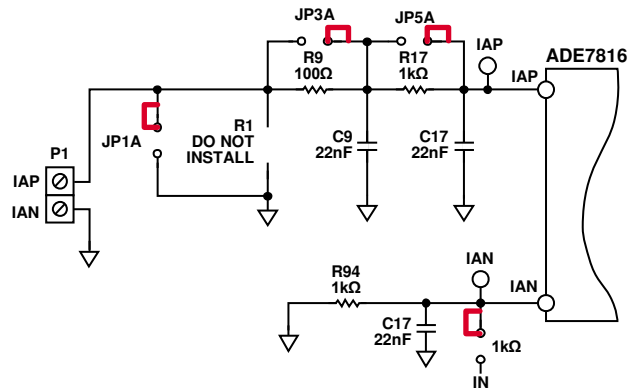 JP3A
JP5A
R9
100Ω
R17
1kΩ
IAP
IAP
ADE7816
JP1A
R1
DO NOT
INSTALL
C9
22nF
C17
22nF
P1
IAP
IAN
R94
1kΩ
IAN
IAN
C17
22nF
1kΩ
IN